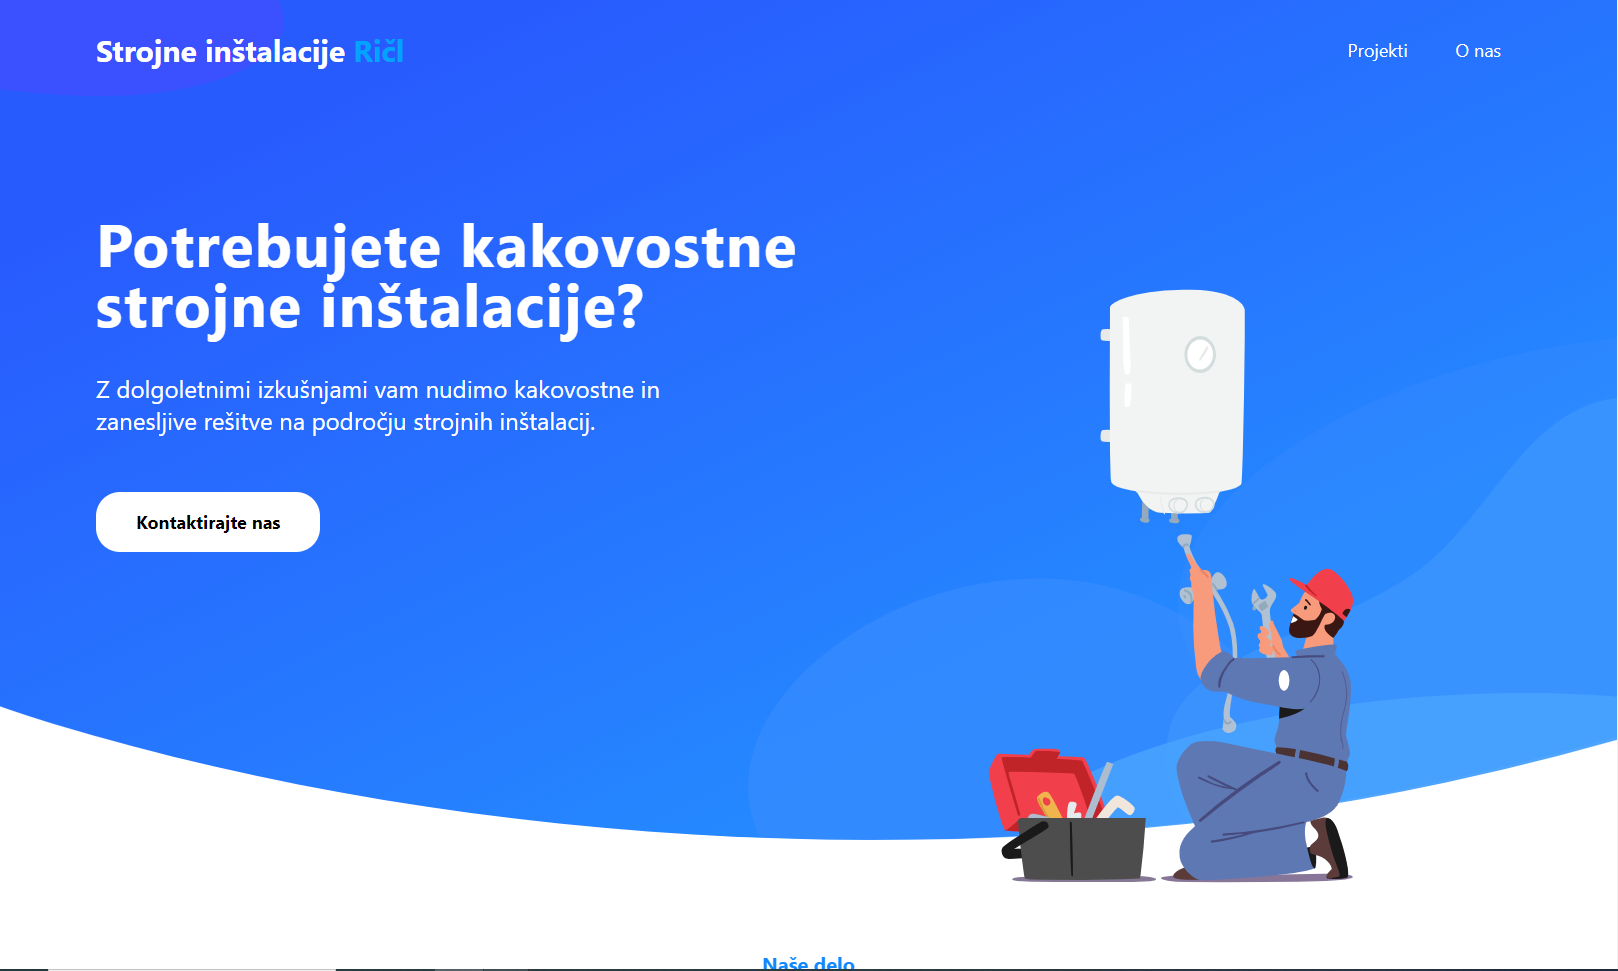 Strojne inštalacije Ričl
Projekti
O nas
Potrebujete kakovostne
strojne inštalacije?
Z dolgoletnimi izkušnjami vam nudimo kakovostne in
zanesljive rešitve na področju strojnih inštalacij.
Kontaktirajte nas
Naše delo